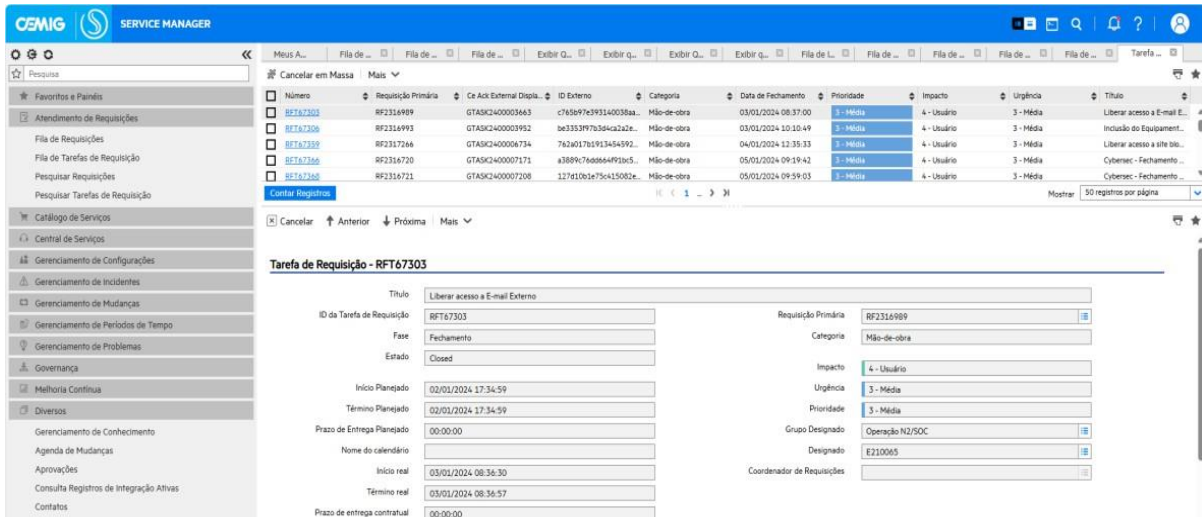 CEMIG SERVICE MANAGER
Meus A... Fila de ... Fila de ... Fila de ... Exibir Q... Exibir q... Exibir Q... Exibir q... Fila de L... Fila de ... Fila de ... Fila de ... Fila de ... Tarefa ...
Pesquisa
Cancelar em Massa Mais
Favoritos e Painéis
Atendimento de Requisições
Fila de Requisições
Fila de Tarefas de Requisição
Pesquisar Requisições
Pesquisar Tarefas de Requisição
Catálogo de Serviços
Central de Serviços
Gerenciamento de Configurações
Gerenciamento de Incidentes
Gerenciamento de Mudanças
Gerenciamento de Períodos de Tempo
Gerenciamento de Problemas
Governança
Melhoria Contínua
Diversos
Gerenciamento de Conhecimento
Agenda de Mudanças
Aprovações
Consulta Registros de Integração Ativas
Contatos
Número Requisição Primária Ce Ack External Displa... ID Externo Categoria Data de Fechamento Prioridade Impacto Urgência Título
RFT67303 RF2316989 GTASK2400003663 c765b97e393140038aa... Mão-de-obra 03/01/2024 08:37:00 3 - Média 4 - Usuário 3 - Média Liberar acesso a E-mail E...
RFT67306 RF2316993 GTASK2400003952 be3353f97b3d4ca2a2e... Mão-de-obra 03/01/2024 10:10:49 3 - Média 4 - Usuário 3 - Média Inclusão do Equipament...
RFT67359 RF2317266 GTASK2400006734 762a017b1913454592... Mão-de-obra 04/01/2024 12:35:33 3 - Média 4 - Usuário 3 - Média Liberar acesso a site blo...
RFT67366 RF2316720 GTASK2400007171 a3889c76dd664f91bc5... Mão-de-obra 05/01/2024 09:19:42 3 - Média 4 - Usuário 3 - Média Cybersec - Fechamento ...
RFT67368 RF2316721 GTASK2400007208 127d10b1e75c415082e... Mão-de-obra 05/01/2024 09:59:03 3 - Média 4 - Usuário 3 - Média Cybersec - Fechamento ...
Contar Registros 1 Mostrar 50 registros por página
Cancelar Anterior Próxima Mais
Tarefa de Requisição - RFT67303
Título Liberar acesso a E-mail Externo
ID da Tarefa de Requisição RFT67303 Requisição Primária RF2316989
Fase Fechamento Categoria Mão-de-obra
Estado Closed
Impacto 4 - Usuário
Início Planejado 02/01/2024 17:34:59 Urgência 3 - Média
Término Planejado 02/01/2024 17:34:59 Prioridade 3 - Média
Prazo de Entrega Planejado 00:00:00 Grupo Designado Operação N2/SOC
Nome do calendário Designado E210065
Início real 03/01/2024 08:36:30 Coordenador de Requisições
Término real 03/01/2024 08:36:57
Prazo de entrega contratual 00:00:00